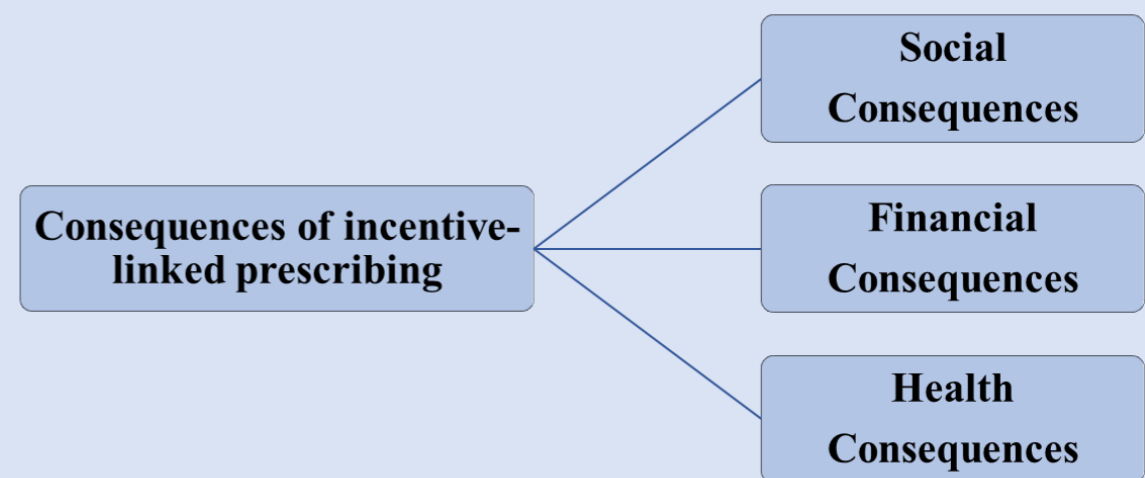 Social
Consequences
Consequences of incentive-
linked prescribing
Financial
Consequences
Health
Consequences